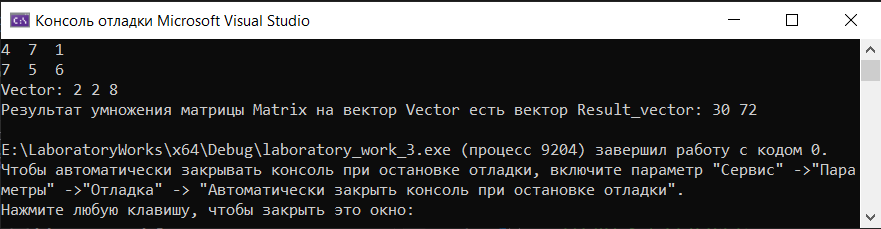 Консоль отладки Microsoft Visual Studio
4  7  1
7  5  6
Vector: 2 2 8
Результат умножения матрицы Matrix на вектор Vector есть вектор Result_vector: 30 72
E:\LaboratoryWorks\x64\Debug\laboratory_work_3.exe (процесс 9204) завершил работу с кодом 0.
Чтобы автоматически закрывать консоль при остановке отладки, включите параметр "Сервис" ->"Пара
метры" ->"Отладка" -> "Автоматически закрыть консоль при остановке отладки".
Нажмите любую клавишу, чтобы закрыть это окно: